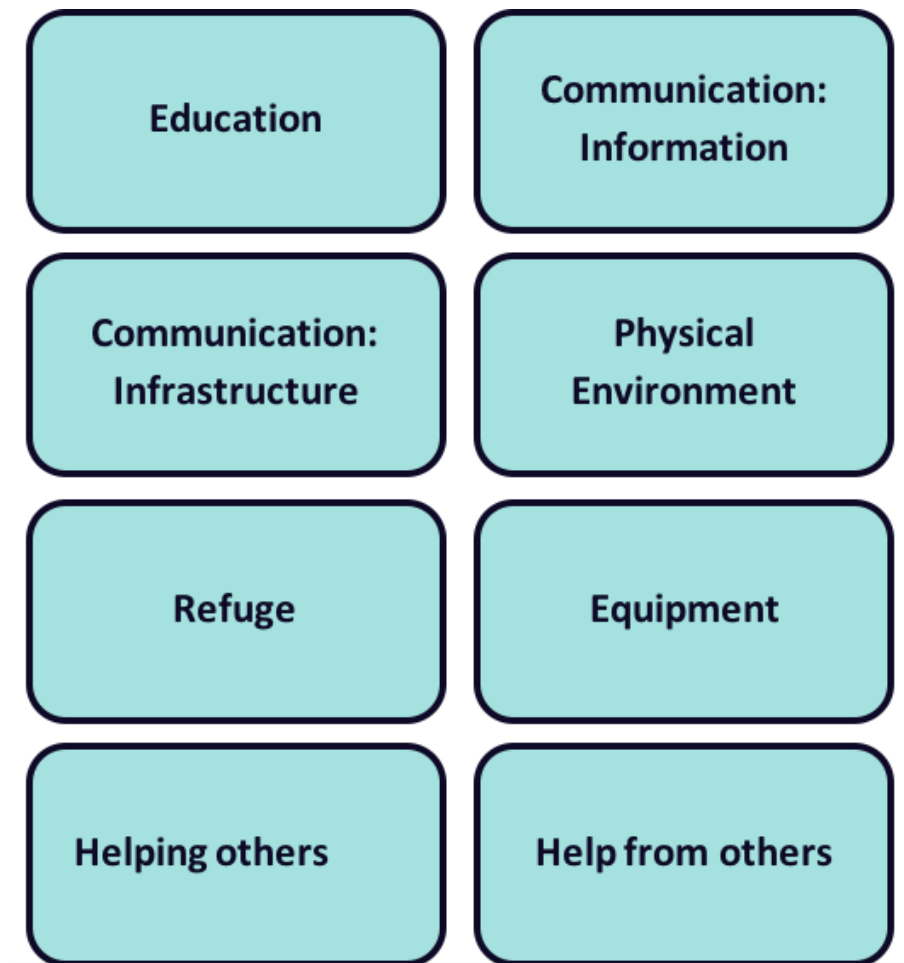 Education
Communication:
Information
Communication:
Infrastructure
Physical
Environment
Refuge
Equipment
Helping others
Help from others